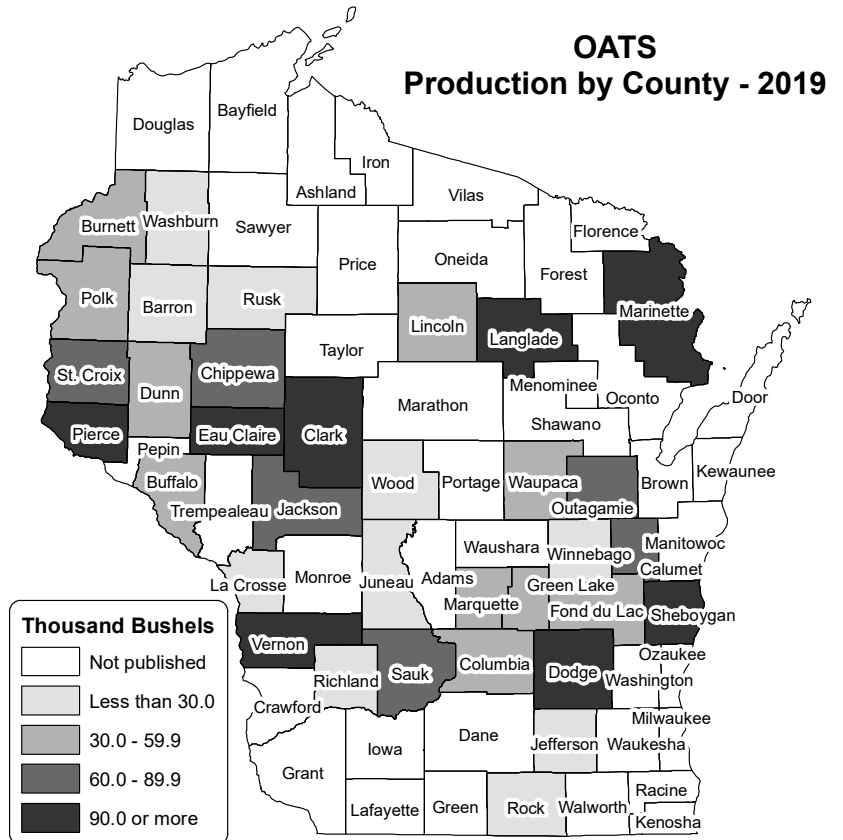 OATS
Production by County - 2019
Douglas
Bayfield
Iron
Ashland
Vilas
Burnett
Washburn
Sawyer
Florence
Price
Oneida
Forest
Polk
Barron
Rusk
Marinette
Lincoln
Langlade
Taylor
St. Croix
Chippewa
Dunn
Menominee
Oconto
Door
Marathon
Shawano
Pierce
Eau Claire
Clark
Pepin
Buffalo
Wood
Portage
Waupaca
Brown
Kewaunee
Trempealeau
Jackson
Outagamie
Waushara
Winnebago
Manitowoc
Calumet
La Crosse
Monroe
Juneau
Adams
Green Lake
Marquette
Fond du Lac
Sheboygan
Vernon
Ozaukee
Richland
Sauk
Columbia
Dodge
Washington
Crawford
Milwaukee
Iowa
Dane
Jefferson
Waukesha
Grant
Racine
Lafayette
Green
Rock
Walworth
Kenosha
Thousand Bushels
Not published
Less than 30.0
30.0 - 59.9
60.0 - 89.9
90.0 or more